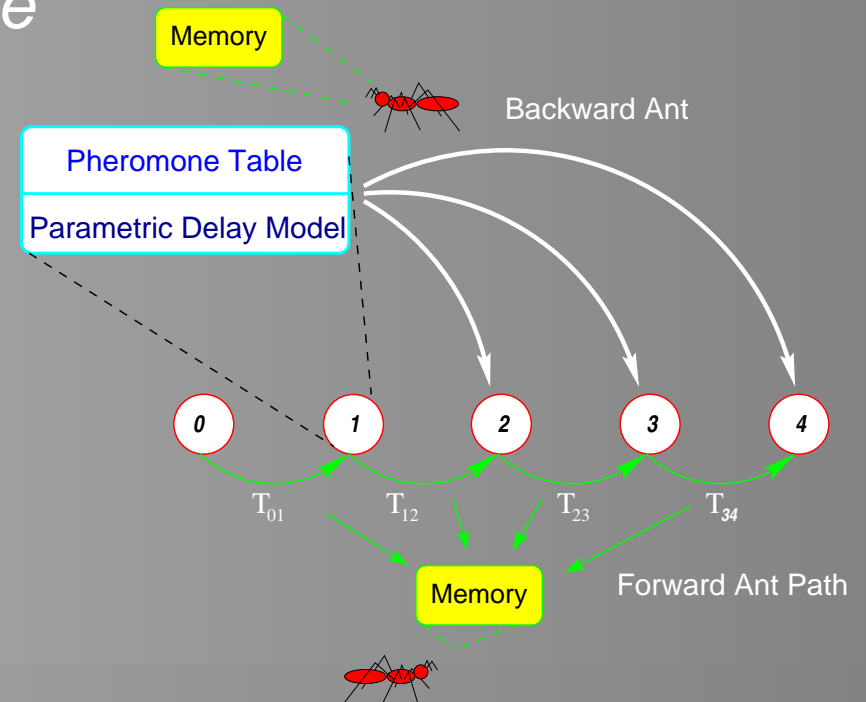 e
Memory
Backward Ant
Pheromone Table
Parametric Delay Model
0 1 2 3 4
T01 T12 T23 T34
Memory
Forward Ant Path